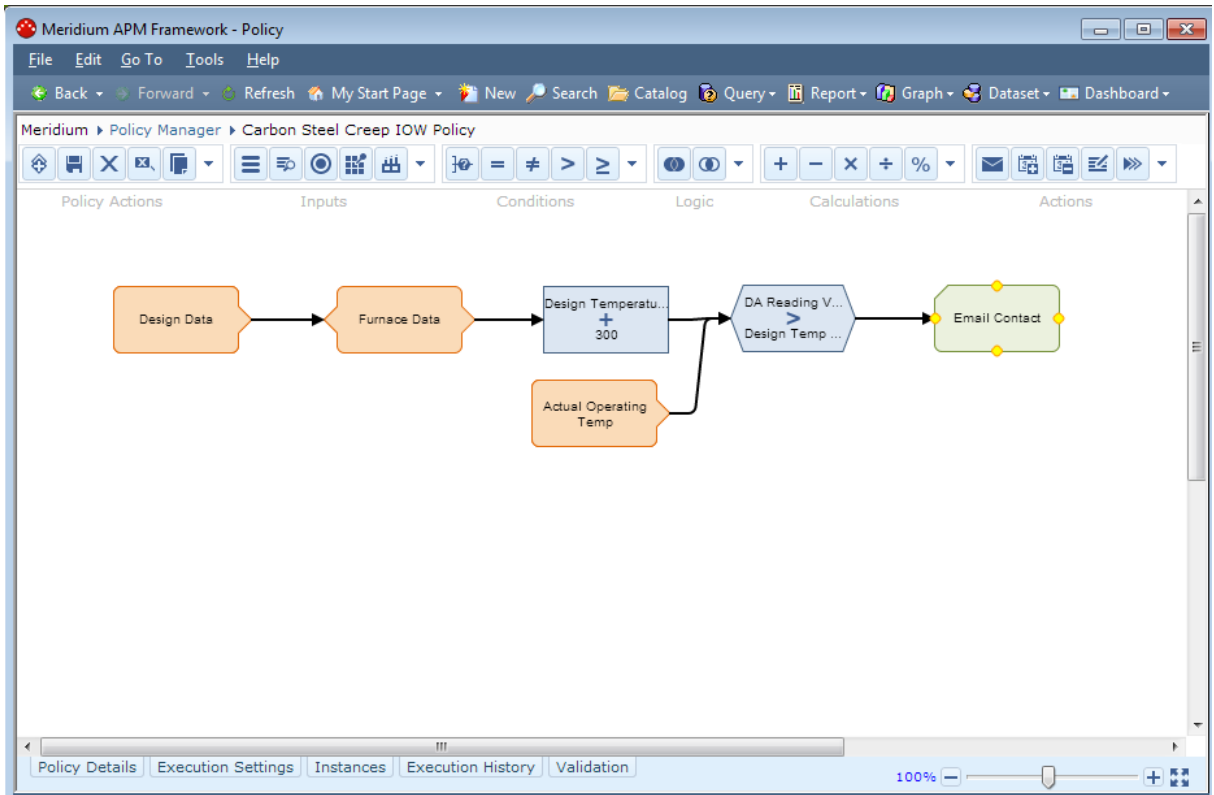 Meridium APM Framework - Policy
File Edit Go To Tools Help
Back Forward Refresh My Start Page New Search Catalog Query Report Graph Dataset Dashboard
Meridium Policy Manager Carbon Steel Creep IOW Policy
= ≠ > ≥ + − × ÷ %
Policy Actions Inputs Conditions Logic Calculations Actions
Design Data
Furnace Data
Design Temperatu...
+
300
DA Reading V...
>
Design Temp ...
Email Contact
Actual Operating
Temp
Policy Details Execution Settings Instances Execution History Validation
100%